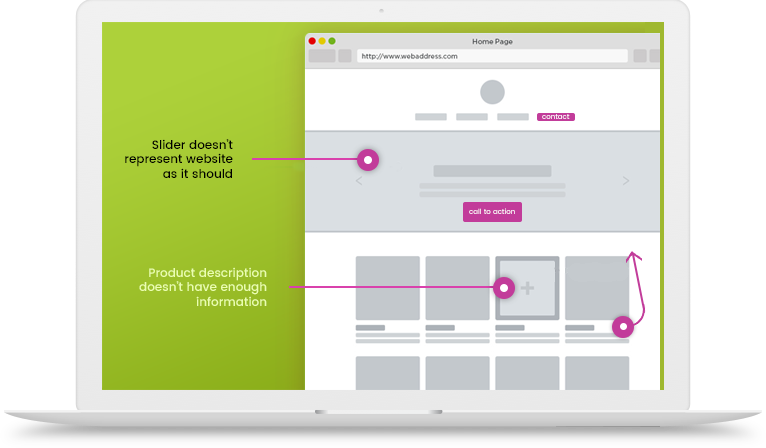 Home Page
http://www.webaddress.com
contact
Slider doesn't
represent website
as it should
call to action
Product description
doesn't have enough
information